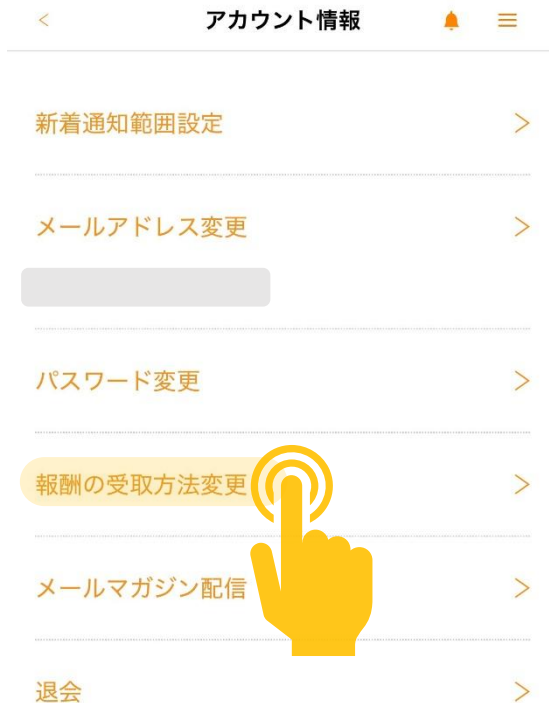 アカウント情報
新着通知範囲設定
メールアドレス変更
パスワード変更
報酬の受取方法変更
メールマガジン配信
退会